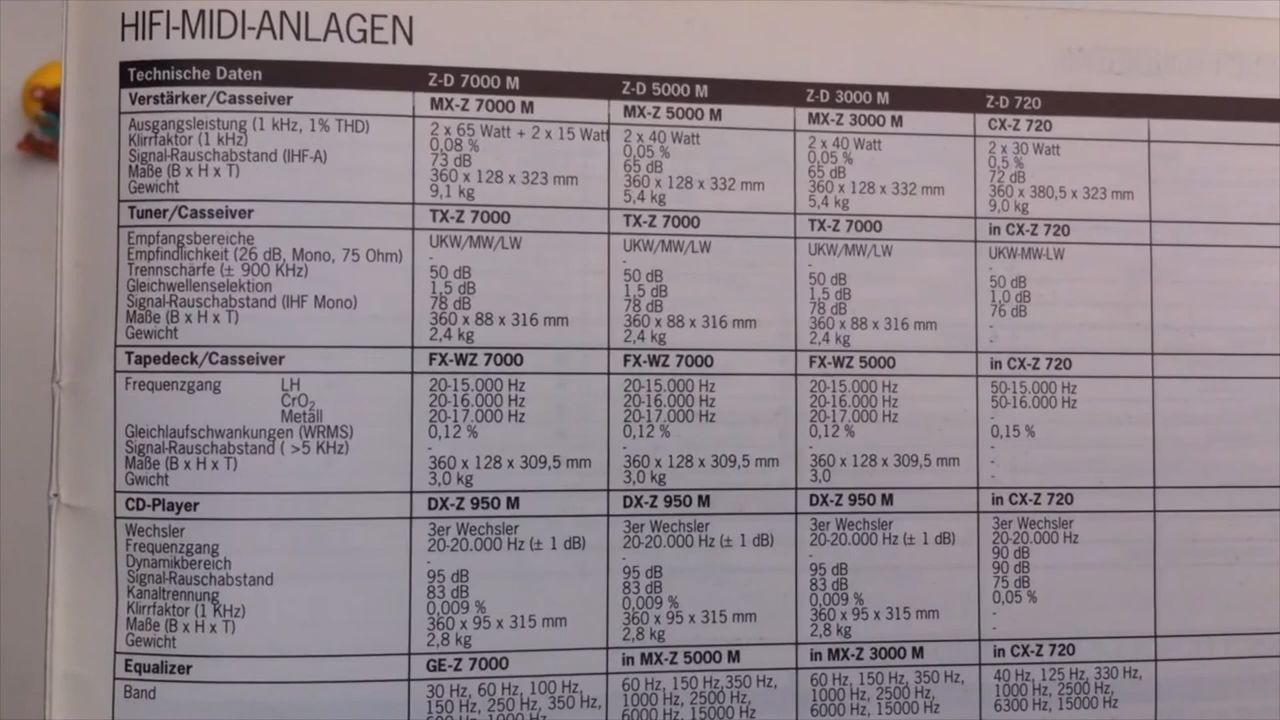 HIFI-MIDI-ANLAGEN
Technische Daten Z-D 7000 M Z-D 5000 M Z-D 3000 M Z-D 720
Verstärker/Casseiver MX-Z 7000 M MX-Z 5000 M MX-Z 3000 M CX-Z 720
Ausgangsleistung (1 kHz, 1% THD) 2 x 65 Watt + 2 x 15 Watt 2 x 40 Watt 2 x 40 Watt 2 x 30 Watt
Klirrfaktor (1 kHz) 0,08 % 0,05 % 0,05 % 0,5 %
Signal-Rauschabstand (IHF-A) 73 dB 65 dB 65 dB 72 dB
Maße (B x H x T) 360 x 128 x 323 mm 360 x 128 x 332 mm 360 x 128 x 332 mm 360 x 380,5 x 323 mm
Gewicht 9,1 kg 5,4 kg 5,4 kg 9,0 kg
Tuner/Casseiver TX-Z 7000 TX-Z 7000 TX-Z 7000 in CX-Z 720
Empfangsbereiche UKW/MW/LW UKW/MW/LW UKW/MW/LW UKW-MW-LW
Empfindlichkeit (26 dB, Mono, 75 Ohm) - - - -
Trennschärfe (± 900 KHz) 50 dB 50 dB 50 dB 50 dB
Gleichwellenselektion 1,5 dB 1,5 dB 1,5 dB 1,0 dB
Signal-Rauschabstand (IHF Mono) 78 dB 78 dB 78 dB 76 dB
Maße (B x H x T) 360 x 88 x 316 mm 360 x 88 x 316 mm 360 x 88 x 316 mm -
Gewicht 2,4 kg 2,4 kg 2,4 kg -
Tapedeck/Casseiver FX-WZ 7000 FX-WZ 7000 FX-WZ 5000 in CX-Z 720
Frequenzgang LH 20-15.000 Hz 20-15.000 Hz 20-15.000 Hz 50-15.000 Hz
CrO2 20-16.000 Hz 20-16.000 Hz 20-16.000 Hz 50-16.000 Hz
Metall 20-17.000 Hz 20-17.000 Hz 20-17.000 Hz -
Gleichlaufschwankungen (WRMS) 0,12 % 0,12 % 0,12 % 0,15 %
Signal-Rauschabstand ( >5 KHz) - - - -
Maße (B x H x T) 360 x 128 x 309,5 mm 360 x 128 x 309,5 mm 360 x 128 x 309,5 mm -
Gwicht 3,0 kg 3,0 kg 3,0 -
CD-Player DX-Z 950 M DX-Z 950 M DX-Z 950 M in CX-Z 720
Wechsler 3er Wechsler 3er Wechsler 3er Wechsler 3er Wechsler
Frequenzgang 20-20.000 Hz (± 1 dB) 20-20.000 Hz (± 1 dB) 20-20.000 Hz (± 1 dB) 20-20.000 Hz
Dynamikbereich - - - 90 dB
Signal-Rauschabstand 95 dB 95 dB 95 dB 90 dB
Kanaltrennung 83 dB 83 dB 83 dB 75 dB
Klirrfaktor (1 KHz) 0,009 % 0,009 % 0,009 % 0,05 %
Maße (B x H x T) 360 x 95 x 315 mm 360 x 95 x 315 mm 360 x 95 x 315 mm -
Gewicht 2,8 kg 2,8 kg 2,8 kg -
Equalizer GE-Z 7000 in MX-Z 5000 M in MX-Z 3000 M in CX-Z 720
Band 30 Hz, 60 Hz, 100 Hz, 60 Hz, 150 Hz,350 Hz, 60 Hz, 150 Hz, 350 Hz, 40 Hz, 125 Hz, 330 Hz,
150 Hz, 250 Hz, 350 Hz, 1000 Hz, 2500 Hz, 1000 Hz, 2500 Hz, 1000 Hz, 2500 Hz,
6000 Hz, 15000 Hz 6000 Hz, 15000 Hz 6300 Hz, 15000 Hz